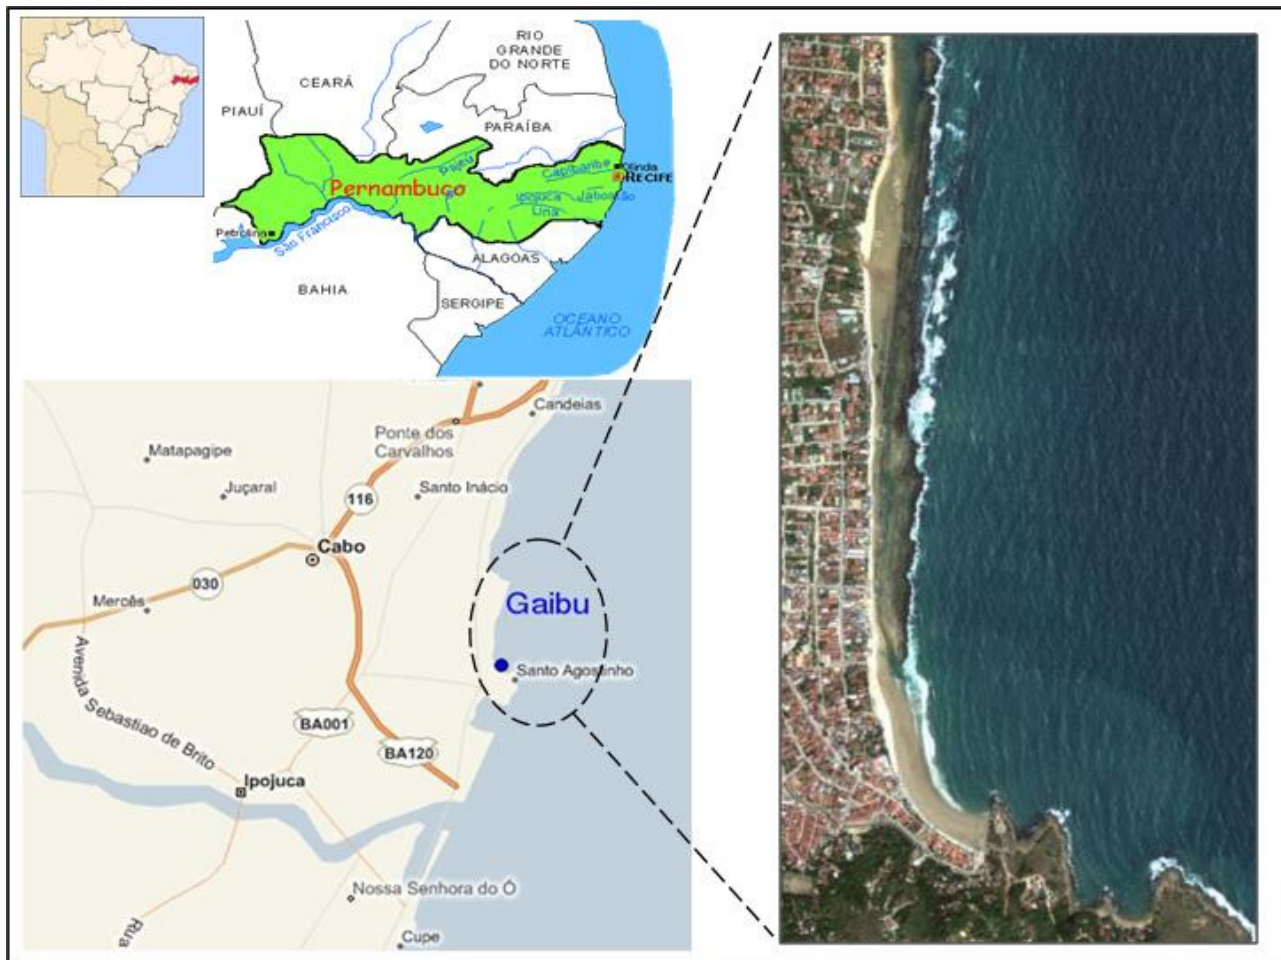 RIO
GRANDE
DO NORTE
CEARÁ
PIAUÍ
PARAÍBA
Pajeú
Capibaribe
Olinda
RECIFE
Pernambuco
Ipojuca
Jaboatão
Una
São Francisco
Petrolina
ALAGOAS
BAHIA
SERGIPE
OCEANO
ATLÂNTICO
Candeias
Ponte dos
Carvalhos
Matapagipe
Juçaral
Santo Inácio
116
Cabo
030
Mercês
Gaibu
Santo Agostinho
Avenida Sebastiao de Brito
BA001
BA120
Ipojuca
Nossa Senhora do Ó
Rua
Cupe